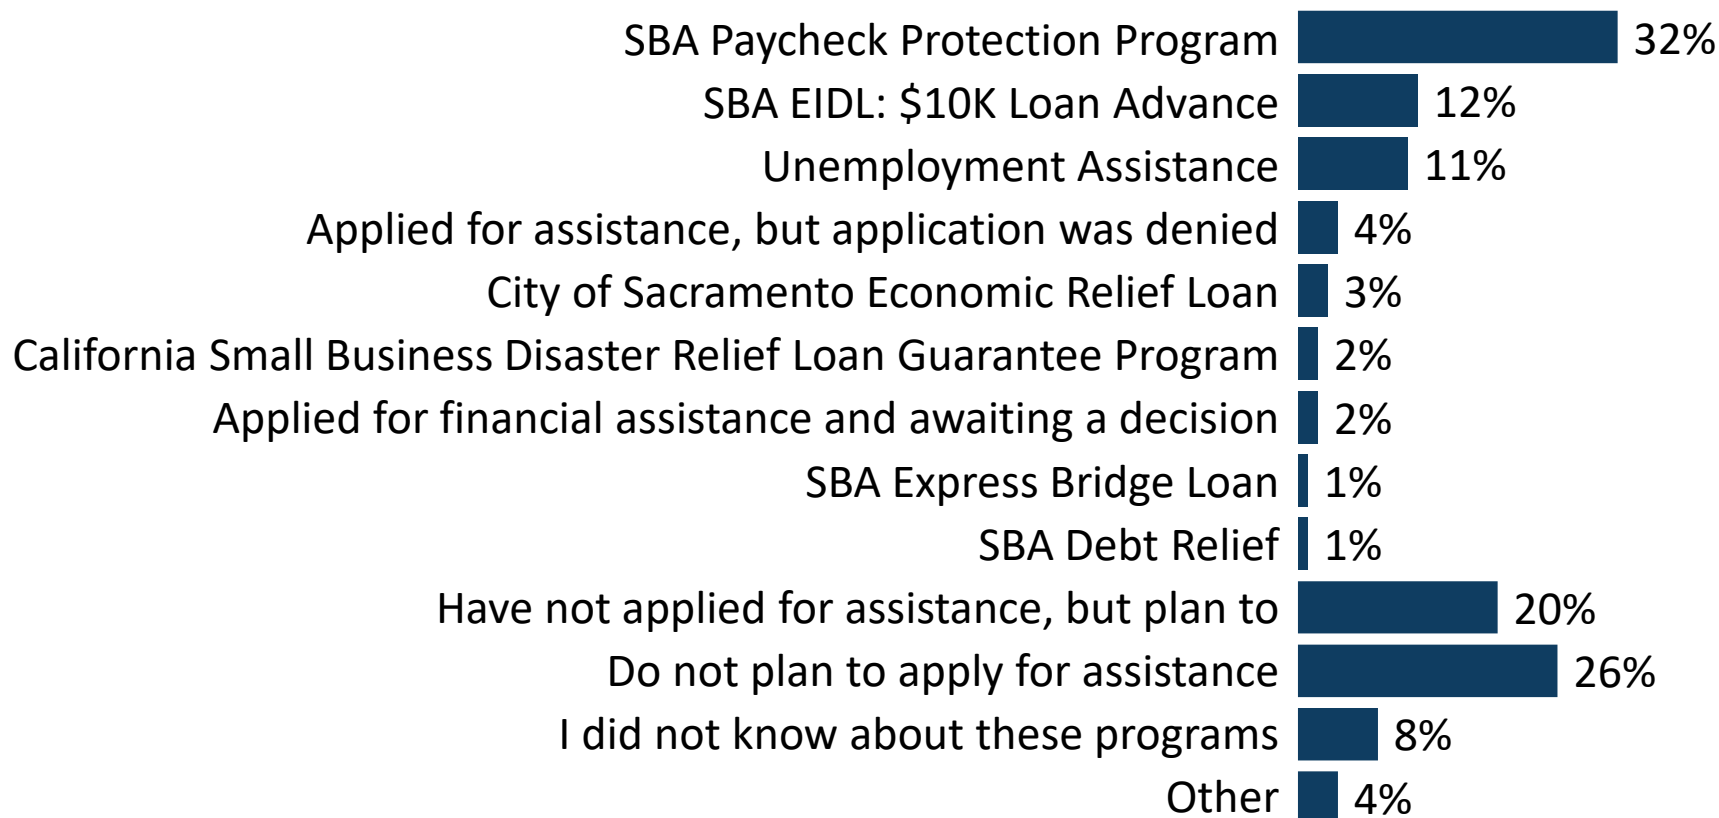 SBA Paycheck Protection Program 32%
SBA EIDL: $10K Loan Advance 12%
Unemployment Assistance 11%
Applied for assistance, but application was denied 4%
City of Sacramento Economic Relief Loan 3%
California Small Business Disaster Relief Loan Guarantee Program 2%
Applied for financial assistance and awaiting a decision 2%
SBA Express Bridge Loan 1%
SBA Debt Relief 1%
Have not applied for assistance, but plan to 20%
Do not plan to apply for assistance 26%
I did not know about these programs 8%
Other 4%